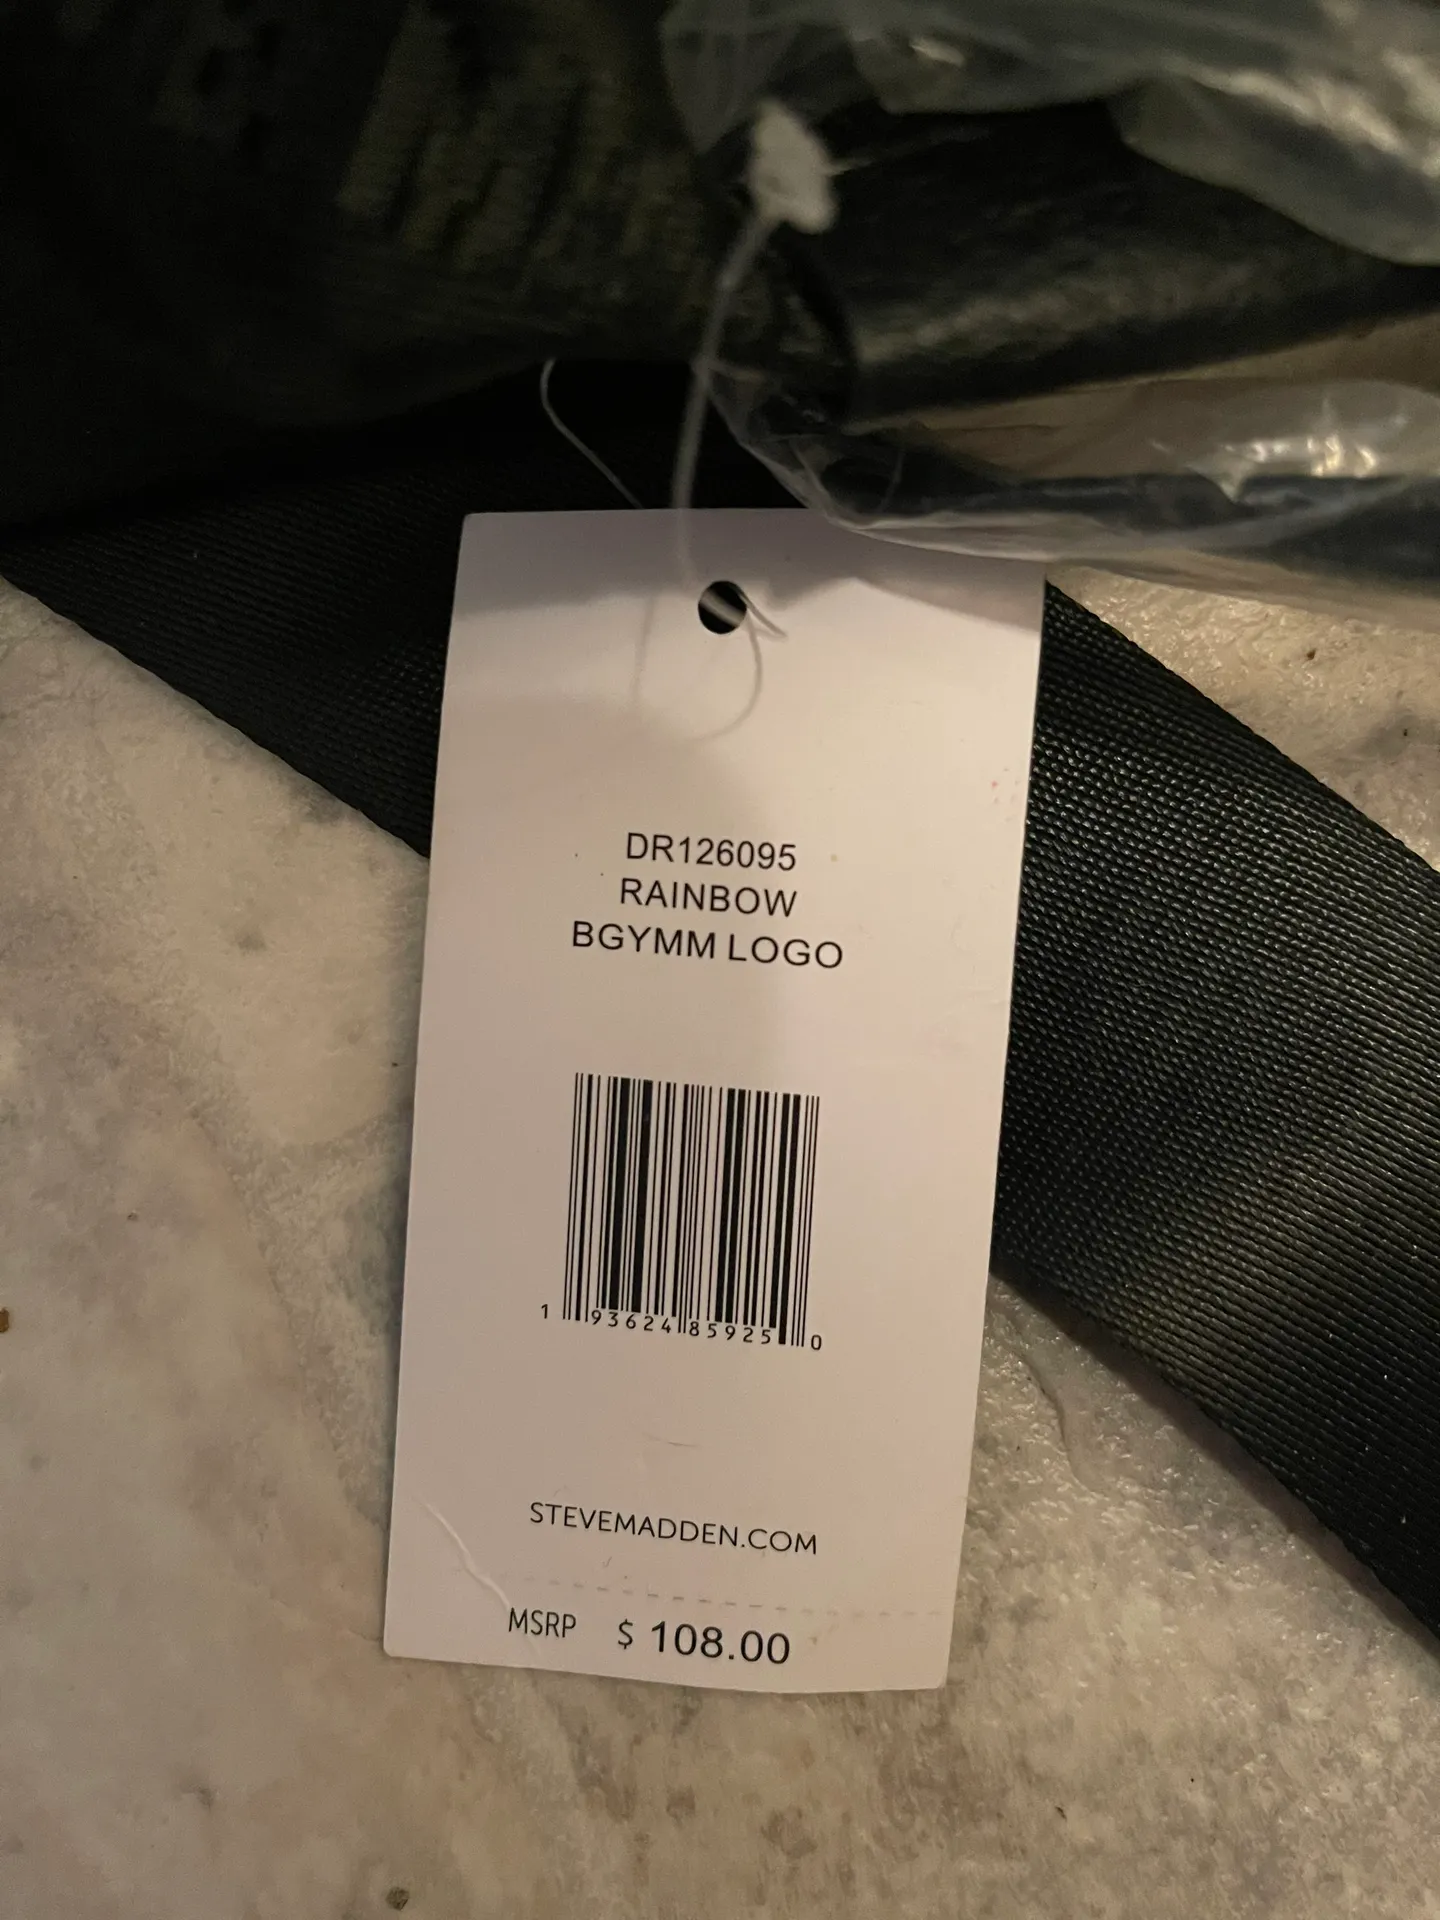 DR126095
RAINBOW
BGYMM LOGO
1 93624 85925 0
STEVEMADDEN.COM
MSRP $ 108.00